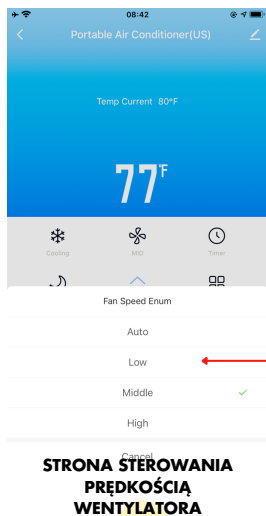 08:42
Portable Air Conditioner(US)
Temp Current 80°F
77°F
Cooling
MID
Timer
Fan Speed Enum
Auto
Low
Middle
High
Cancel
STRONA STEROWANIA
PRĘDKOŚCIĄ
WENTYLATORA